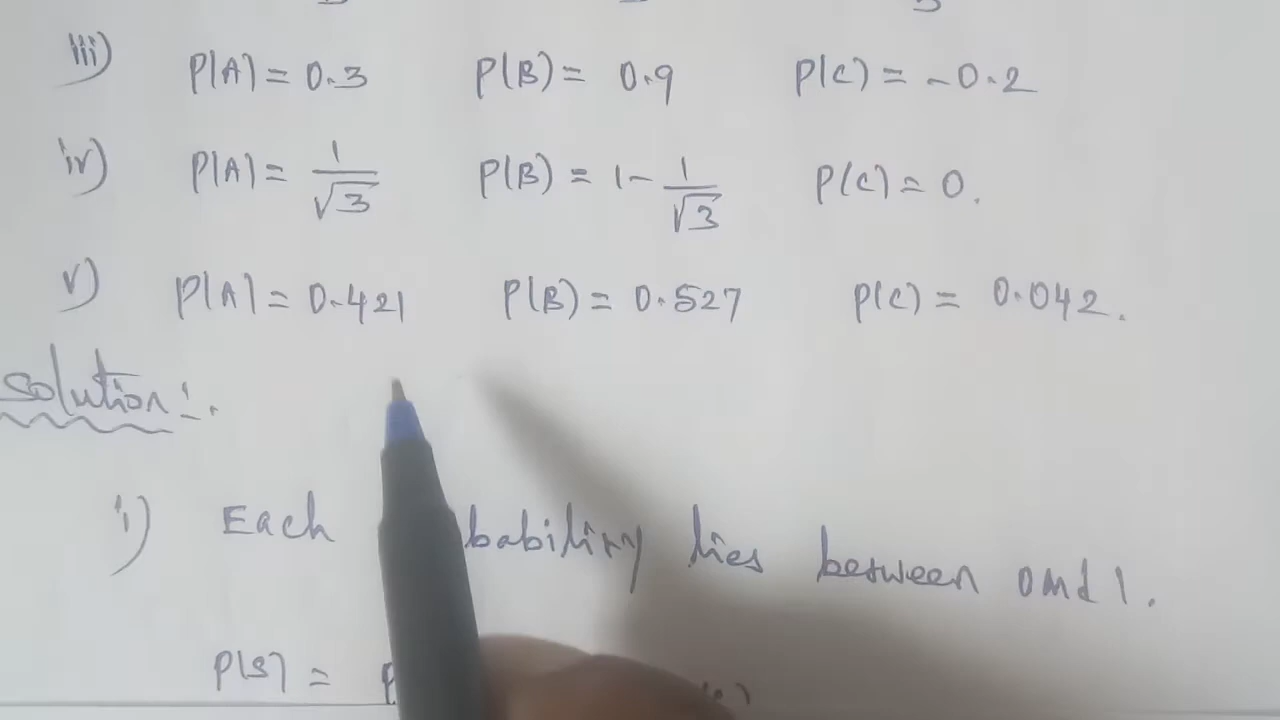 iii) P(A) = 0.3 P(B) = 0.9 P(C) = -0.2
iv) P(A) = 1/√3 P(B) = 1 - 1/√3 P(C) = 0.
v) P(A) = 0.421 P(B) = 0.527 P(C) = 0.042.
Solution:-
i) Each lies between 0 and 1.
P(S) =